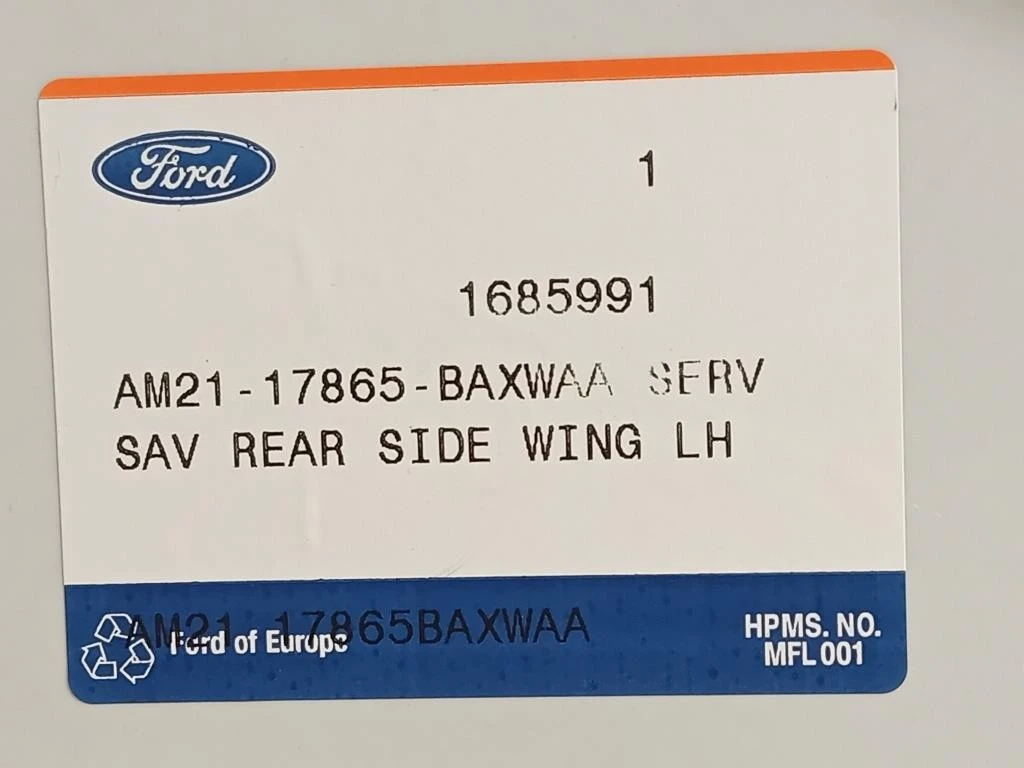 Ford
1
1685991
AM21-17865-BAXWAA SERV
SAV REAR SIDE WING LH
AM21-17865BAXWAA
Ford of Europe
HPMS. NO.
MFL 001